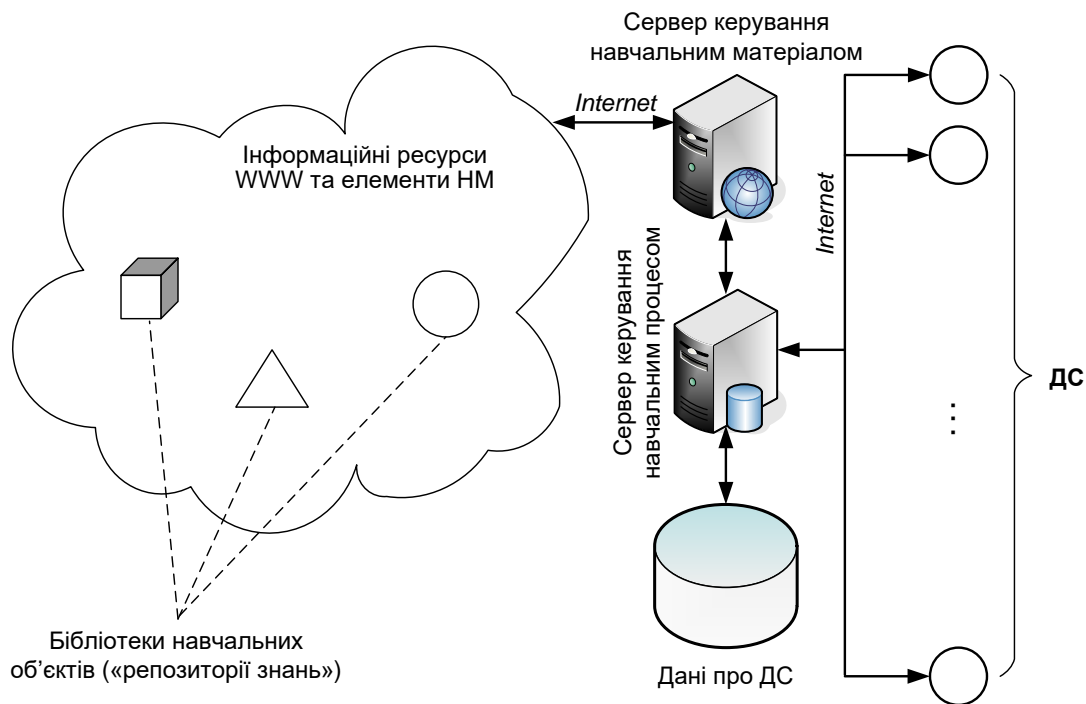 Сервер керування
навчальним матеріалом
Internet
Інформаційні ресурси
WWW та елементи НМ
Internet
Сервер керування
навчальним процесом
ДС
...
Бібліотеки навчальних
об’єктів («репозиторії знань»)
Дані про ДС